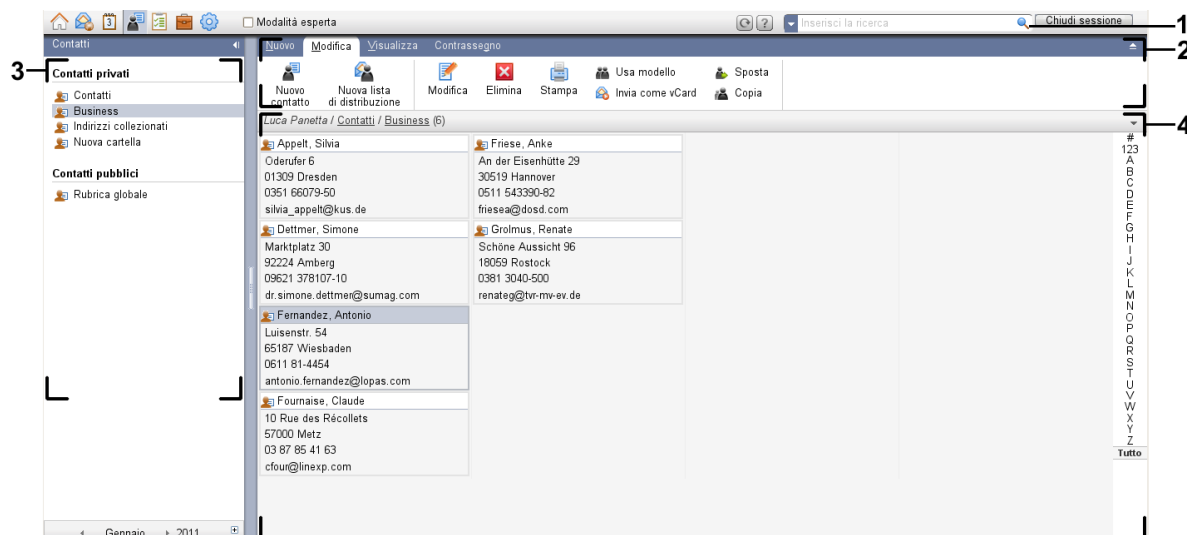 3
Modalità esperta
?
Inserisci la ricerca
Chiudi sessione
1
Contatti
Nuovo Modifica Visualizza Contrassegno
2
3
Contatti privati
Contatti
Business
Indirizzi collezionati
Nuova cartella
Contatti pubblici
Rubrica globale
Nuovo contatto
Nuova lista di distribuzione
Modifica
Elimina
Stampa
Usa modello
Invia come vCard
Sposta
Copia
Luca Panetta / Contatti / Business (6)
4
Appelt, Silvia
Oderufer 6
01309 Dresden
0351 66079-50
silvia_appelt@kus.de
Friese, Anke
An der Eisenhütte 29
30519 Hannover
0511 543390-82
friesea@dosd.com
Dettmer, Simone
Marktplatz 30
92224 Amberg
09621 378107-10
dr.simone.dettmer@sumag.com
Grolmus, Renate
Schöne Aussicht 96
18059 Rostock
0381 3040-500
renateg@tvr-mv-ev.de
Fernandez, Antonio
Luisenstr. 54
65187 Wiesbaden
0611 81-4454
antonio.fernandez@lopas.com
Fournaise, Claude
10 Rue des Récollets
57000 Metz
03 87 85 41 63
cfour@linexp.com
#
123
A
B
C
D
E
F
G
H
I
J
K
L
M
N
O
P
Q
R
S
T
U
V
W
X
Y
Z
Tutto
Gennaio 2011